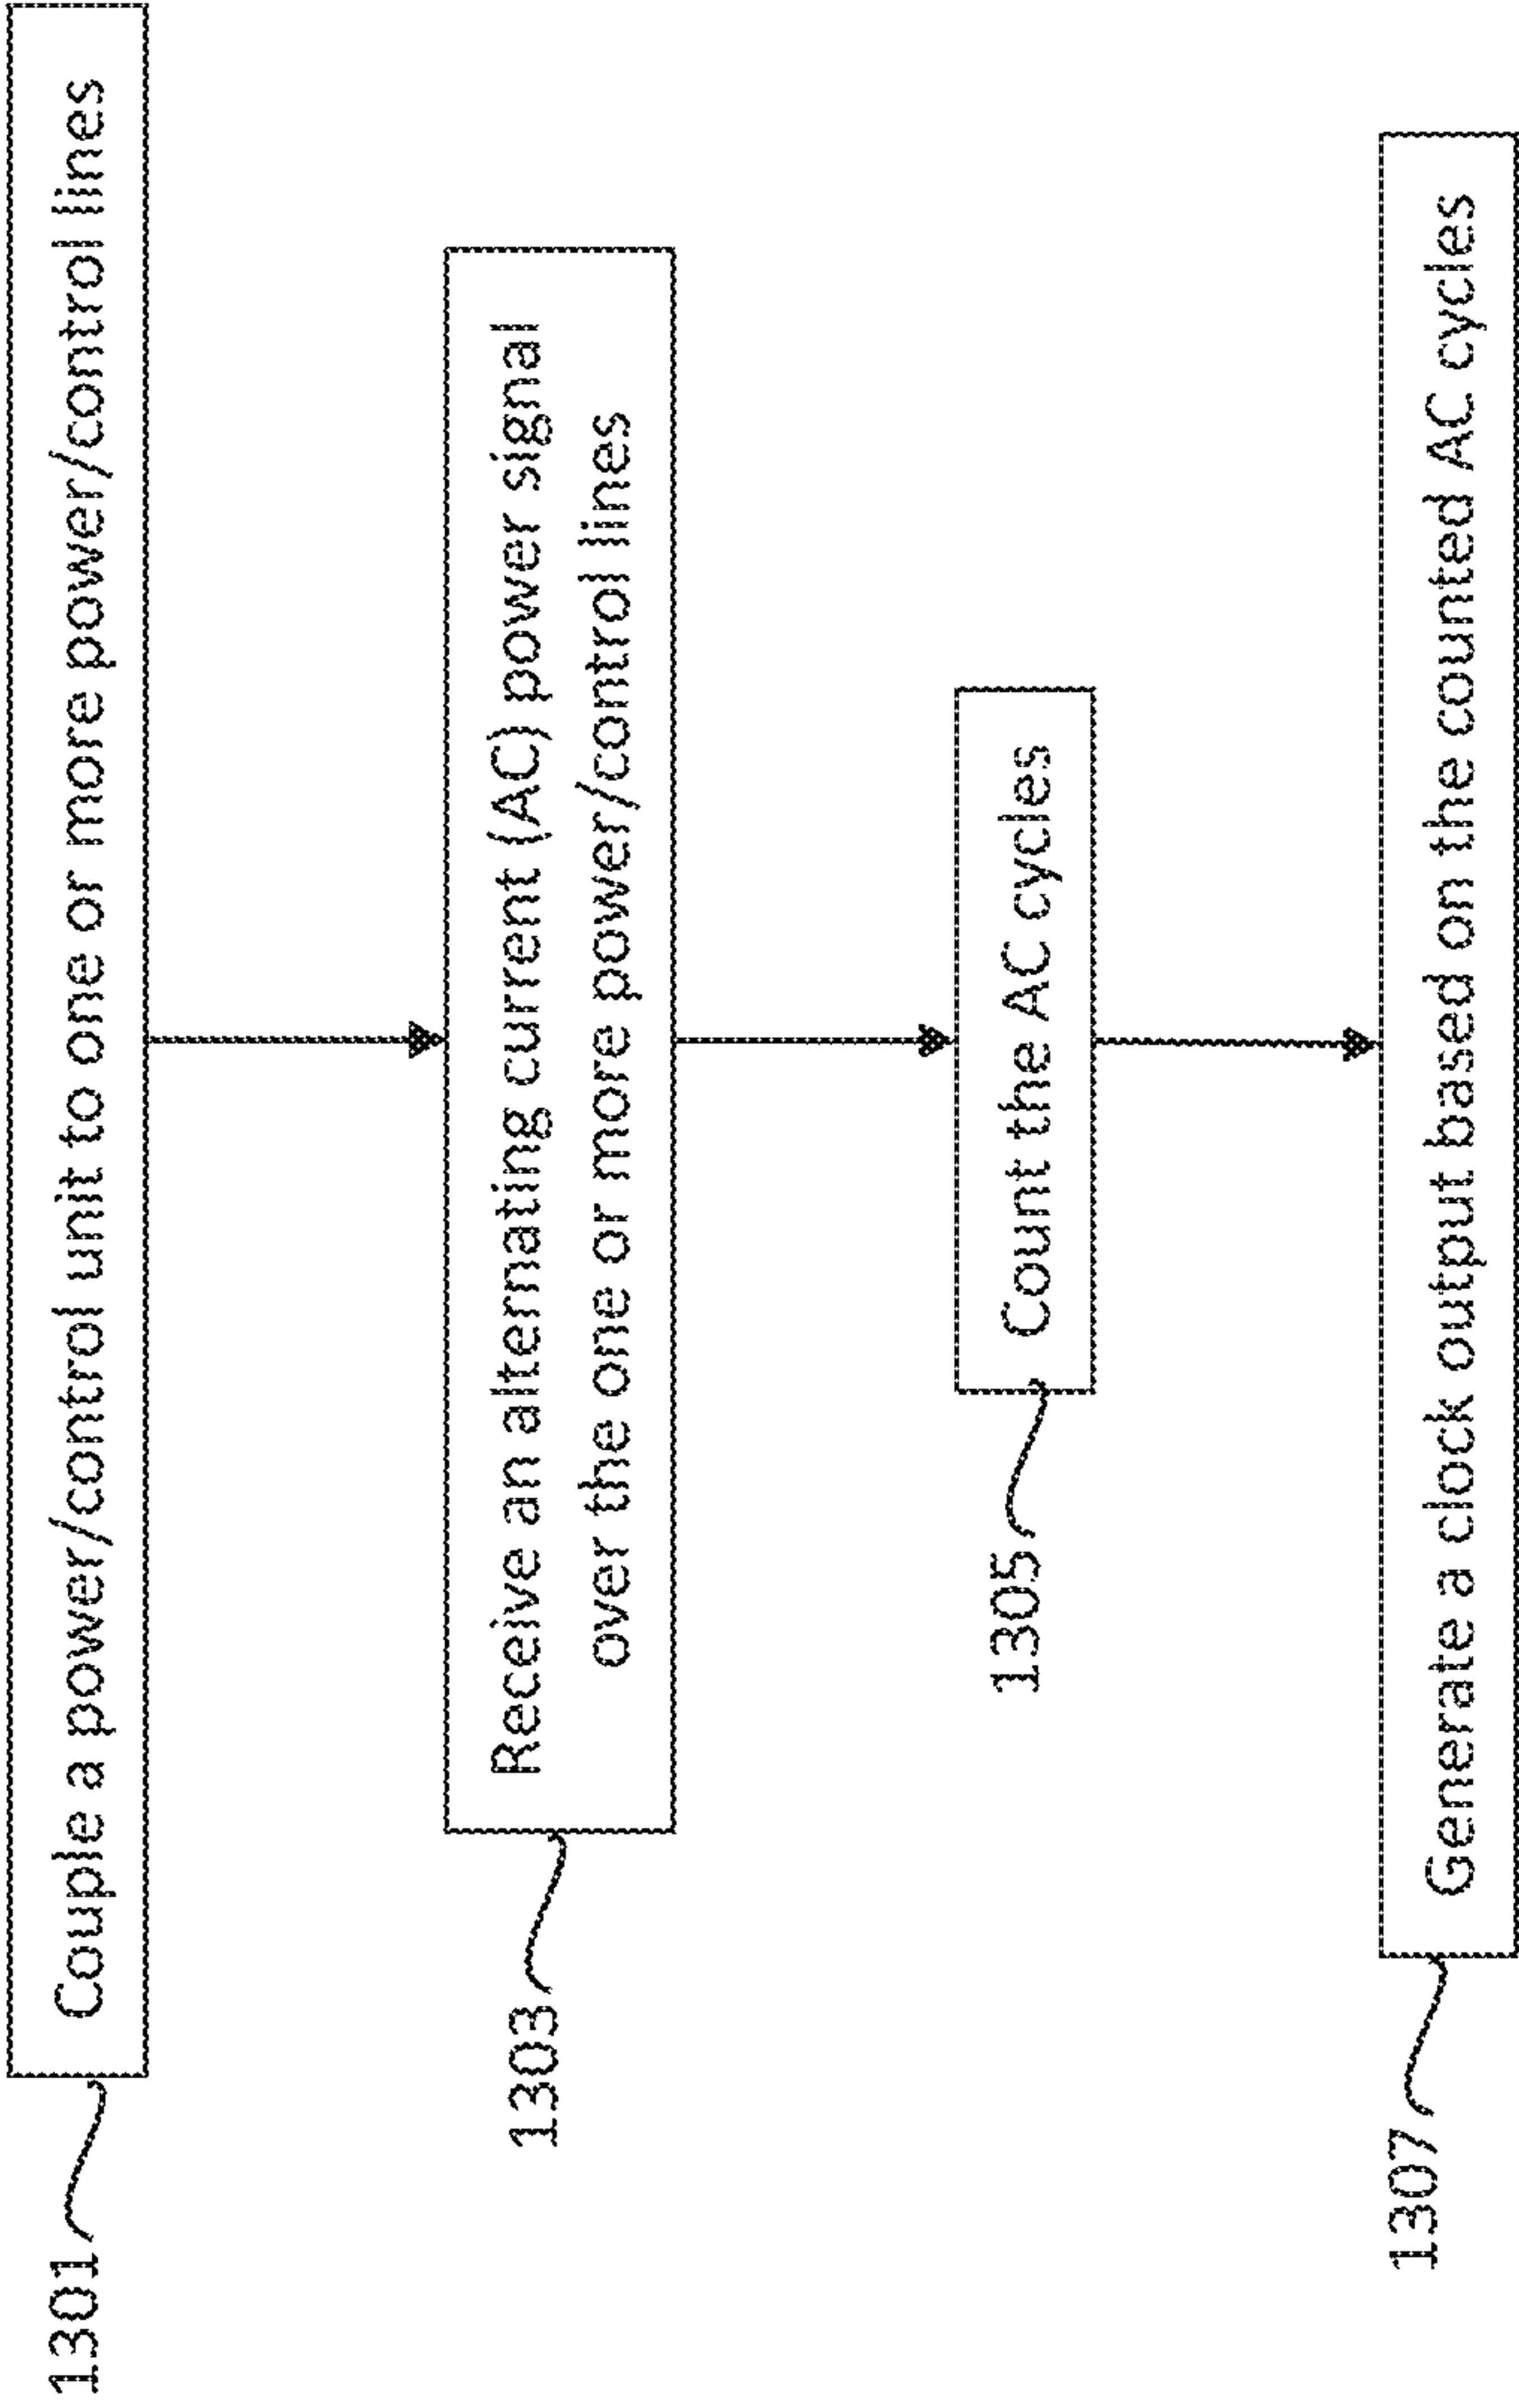 1301
Couple a power/control unit to one or more power/control lines
1303
Receive an alternating current (AC) power signal
over the one or more power/control lines
1305
Count the AC cycles
1307
Generate a clock output based on the counted AC cycles